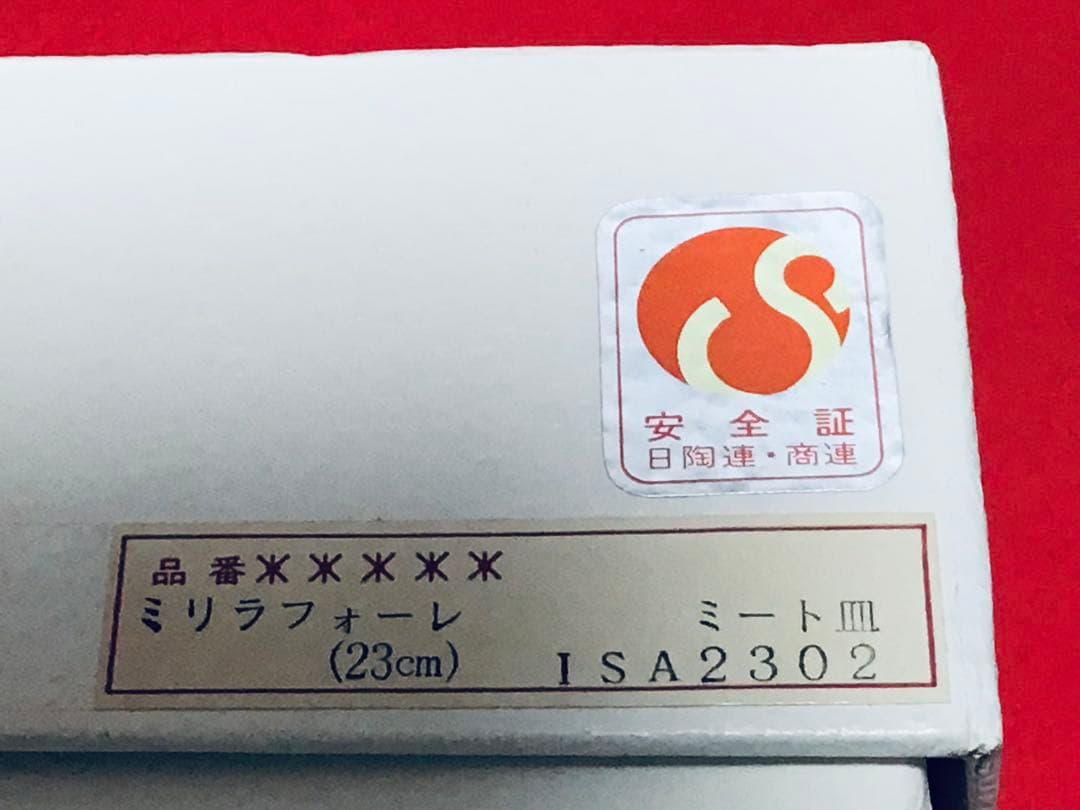 S
安全証
日陶連・商連
品番*****
ミリラフォーレ ミート皿
(23cm) ISA2302